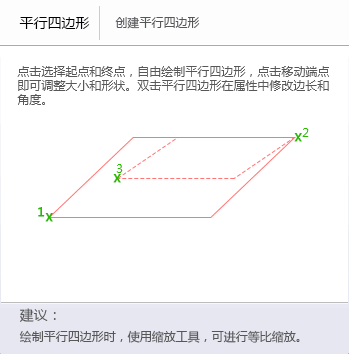 平行四边形 创建平行四边形
点击选择起点和终点，自由绘制平行四边形，点击移动端点
即可调整大小和形状。双击平行四边形在属性中修改边长和
角度。
2
3
1
建议：
绘制平行四边形时，使用缩放工具，可进行等比缩放。